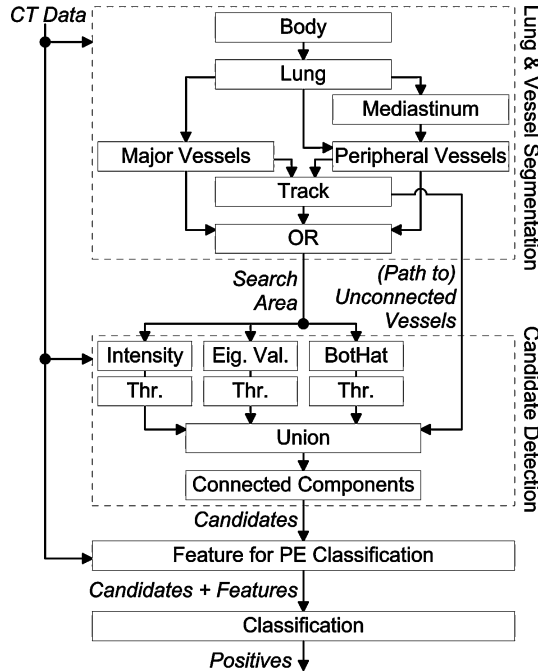 CT Data
Body
Lung
Mediastinum
Major Vessels
Peripheral Vessels
Track
OR
Lung & Vessel Segmentation
Search
Area
(Path to)
Unconnected
Vessels
Intensity
Eig. Val.
BotHat
Thr.
Thr.
Thr.
Union
Connected Components
Candidate Detection
Candidates
Feature for PE Classification
Candidates + Features
Classification
Positives